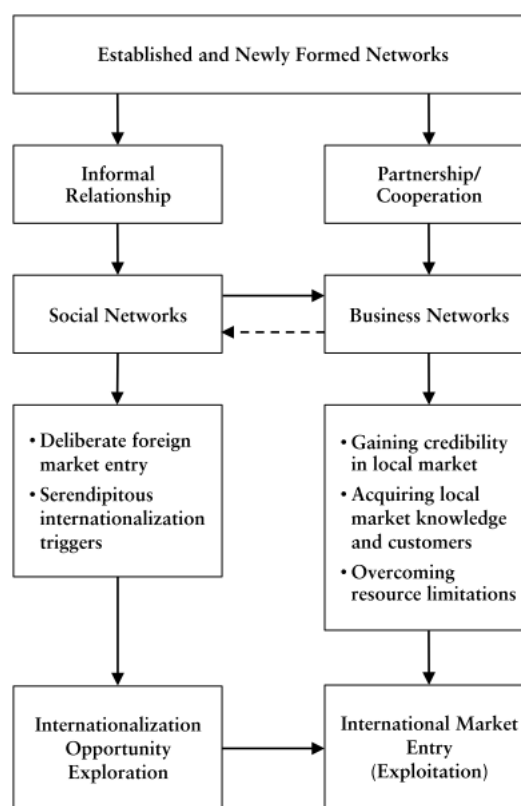 Established and Newly Formed Networks
Informal
Relationship
Partnership/
Cooperation
Social Networks
Business Networks
• Deliberate foreign
market entry
• Serendipitous
internationalization
triggers
• Gaining credibility
in local market
• Acquiring local
market knowledge
and customers
• Overcoming
resource limitations
Internationalization
Opportunity
Exploration
International Market
Entry
(Exploitation)